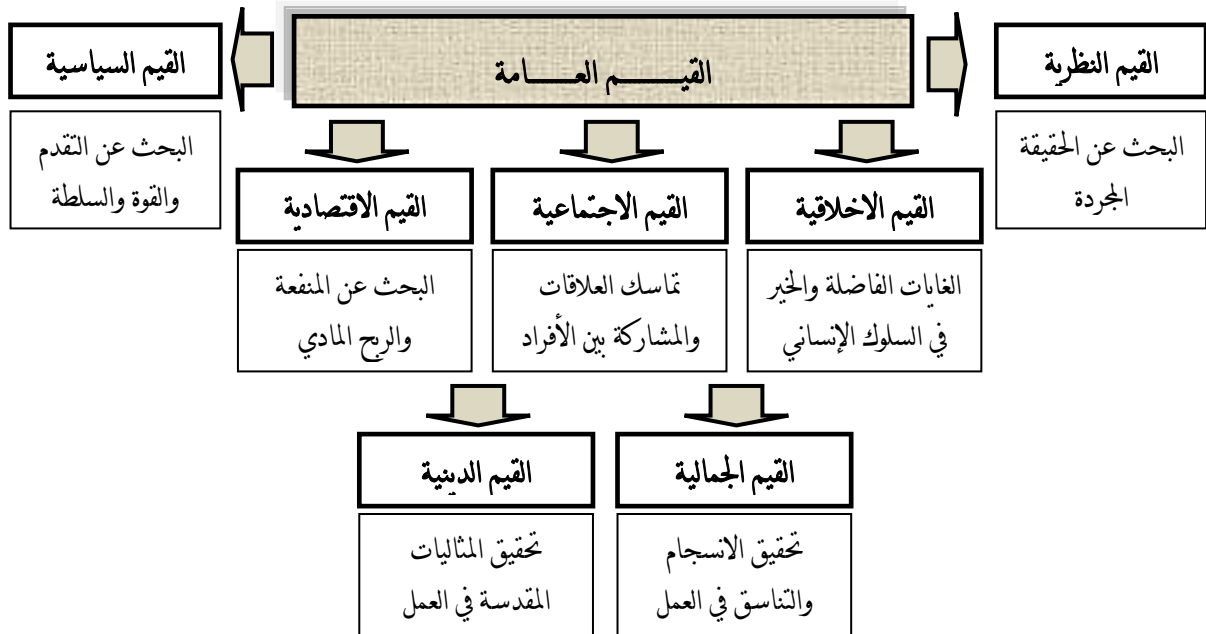 القيــــــم العــــــامة
القيم النظرية
البحث عن الحقيقة
المجردة
القيم السياسية
البحث عن التقدم
والقوة والسلطة
القيم الاخلاقية
الغايات الفاضلة والخير
في السلوك الإنساني
القيم الاجتماعية
تماسك العلاقات
والمشاركة بين الأفراد
القيم الاقتصادية
البحث عن المنفعة
والربح المادي
القيم الجمالية
تحقيق الانسجام
والتناسق في العمل
القيم الدينية
تحقيق المثاليات
المقدسة في العمل